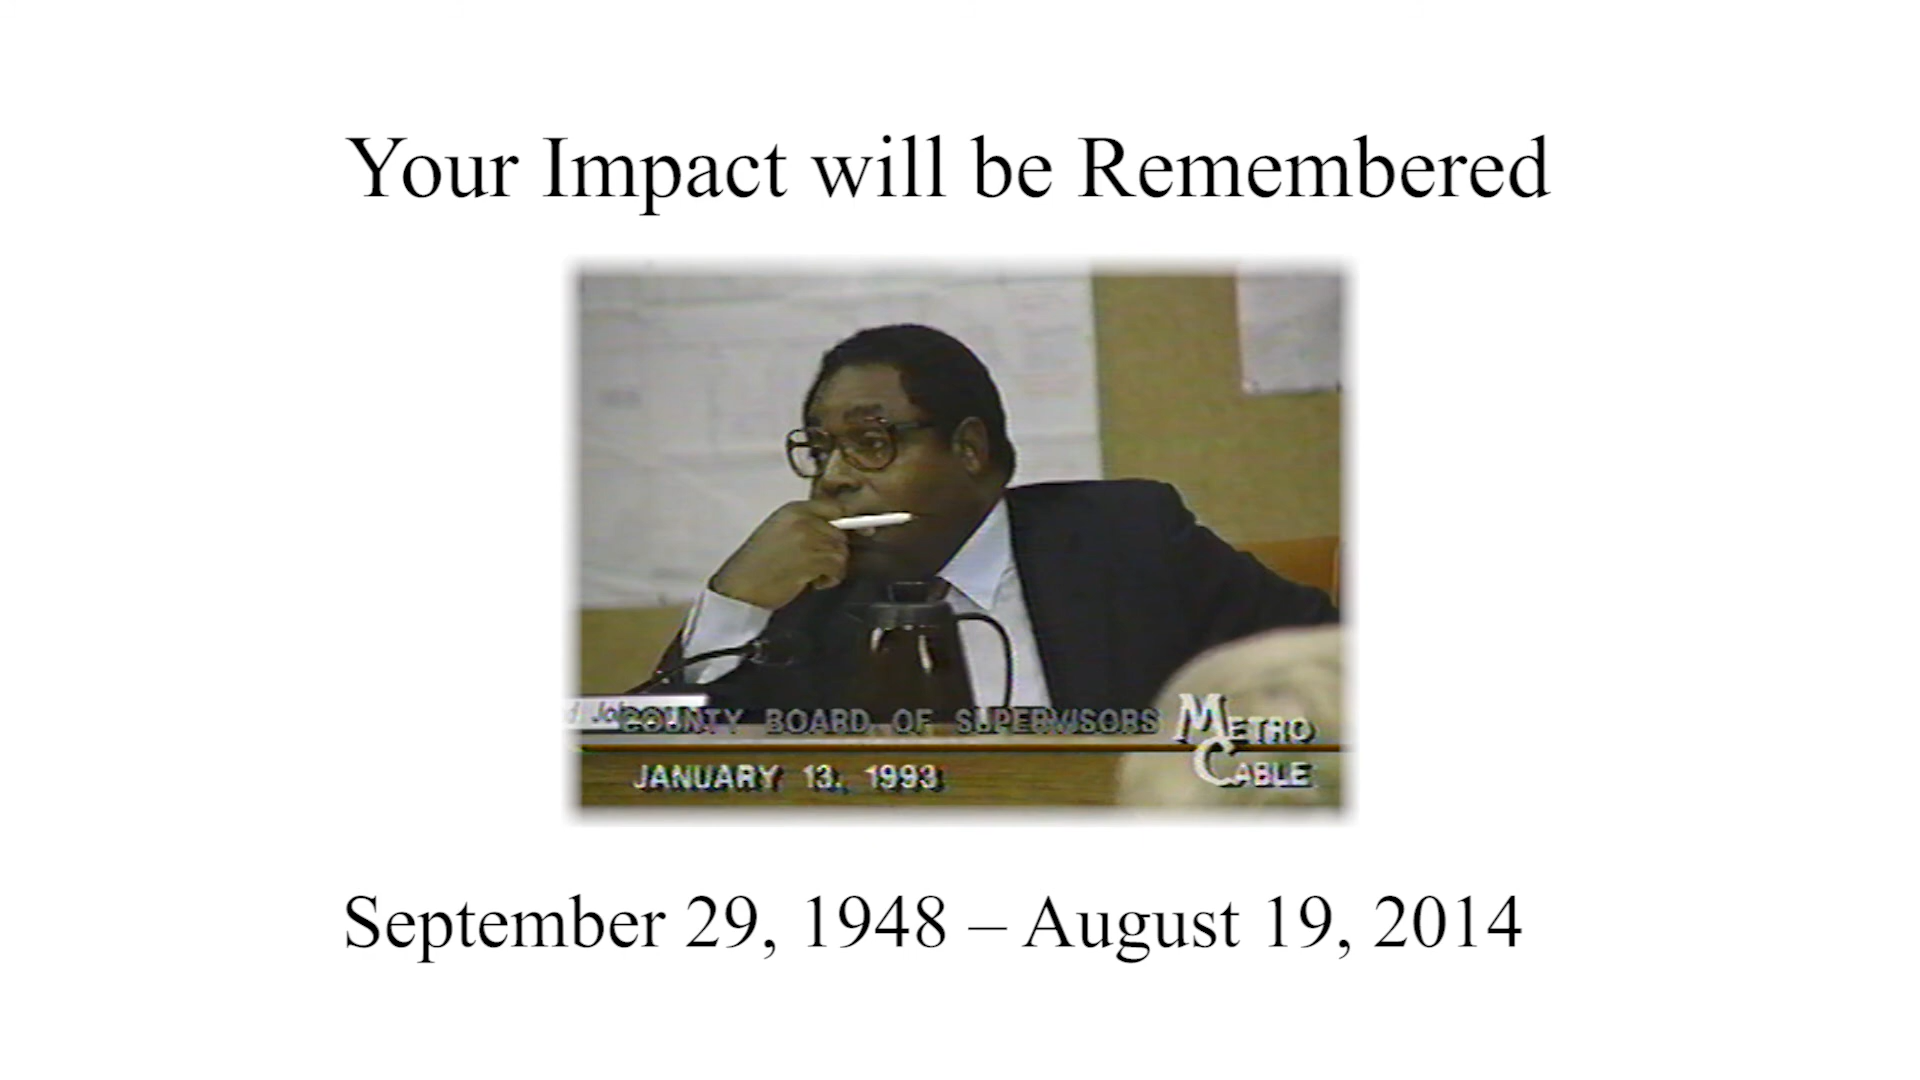 Your Impact will be Remembered
COUNTY BOARD OF SUPERVISORS
METRO
CABLE
JANUARY 13, 1993
September 29, 1948 – August 19, 2014